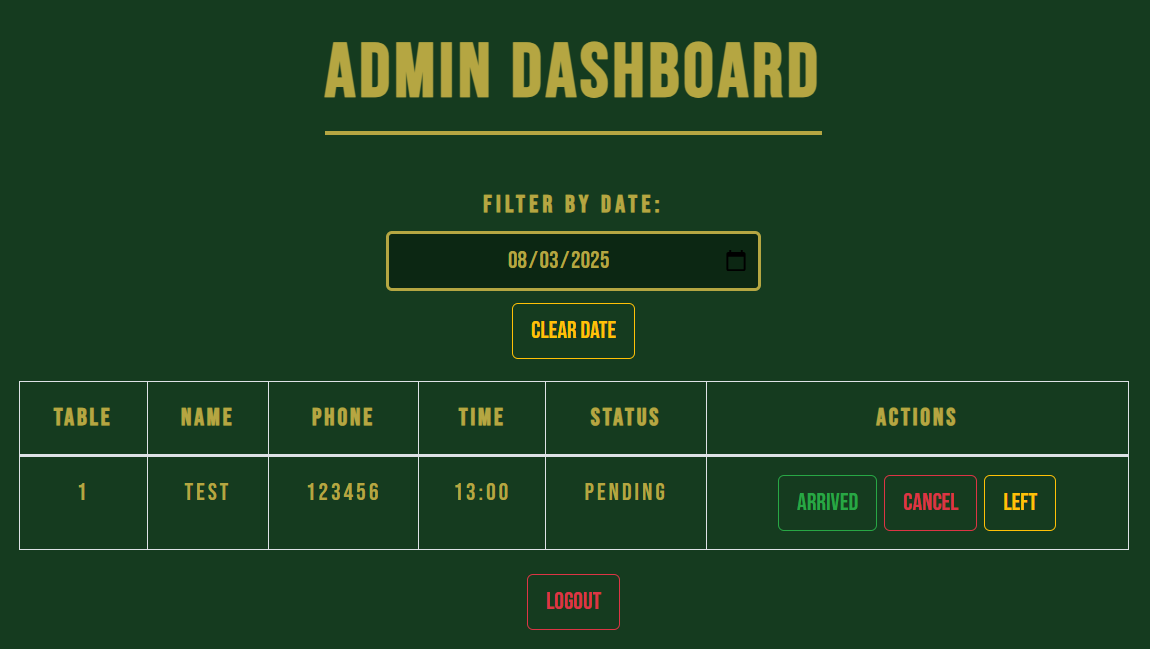 ADMIN DASHBOARD
FILTER BY DATE:
08/03/2025
CLEAR DATE
TABLE NAME PHONE TIME STATUS ACTIONS
1 TEST 123456 13:00 PENDING ARRIVED CANCEL LEFT
LOGOUT